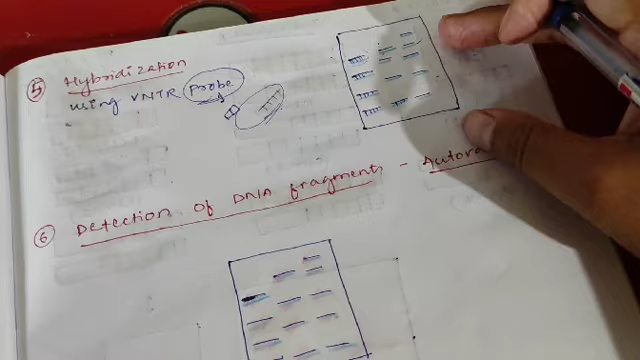 5 Hybridization
using VNTR Probe
6 Detection of DNA fragments - Autora